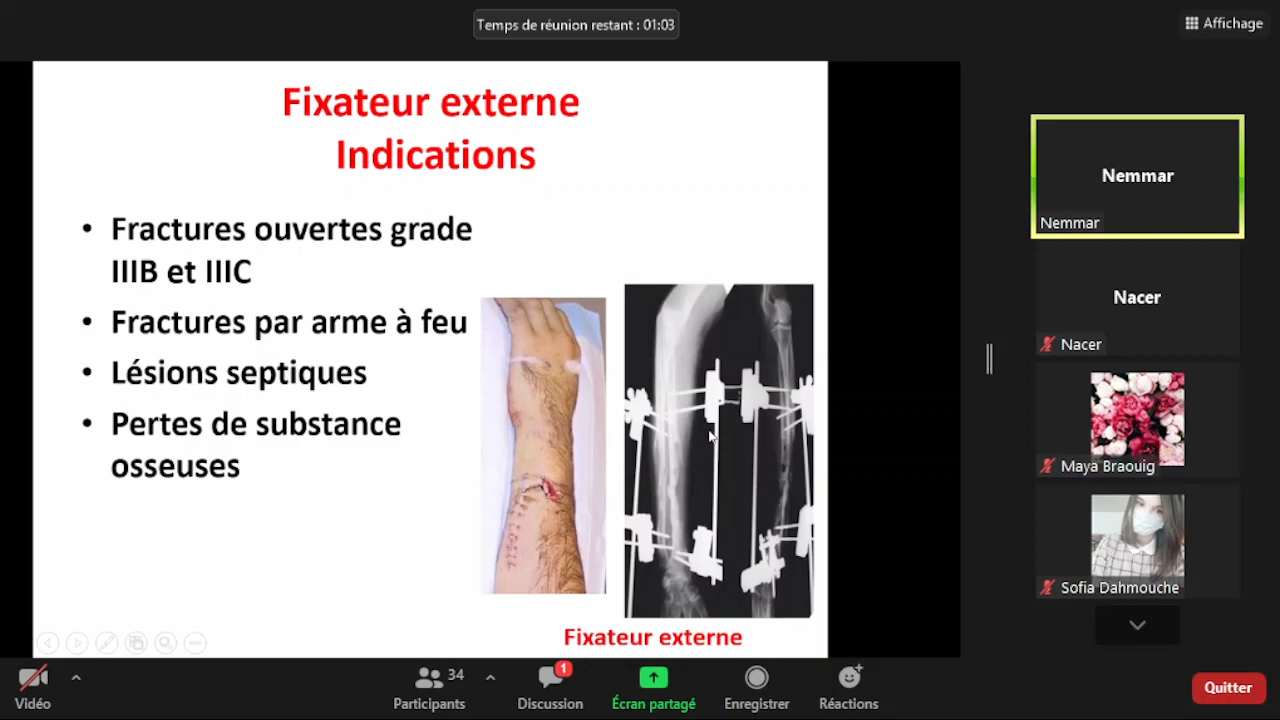 Temps de réunion restant : 01:03
Affichage
Fixateur externe
Indications
• Fractures ouvertes grade
IIIB et IIIC
• Fractures par arme à feu
• Lésions septiques
• Pertes de substance
osseuses
Fixateur externe
Nemmar
Nemmar
Nacer
Nacer
Maya Braouig
Sofia Dahmouche
Vidéo
34
Participants
1
Discussion
Écran partagé
Enregistrer
Réactions
Quitter